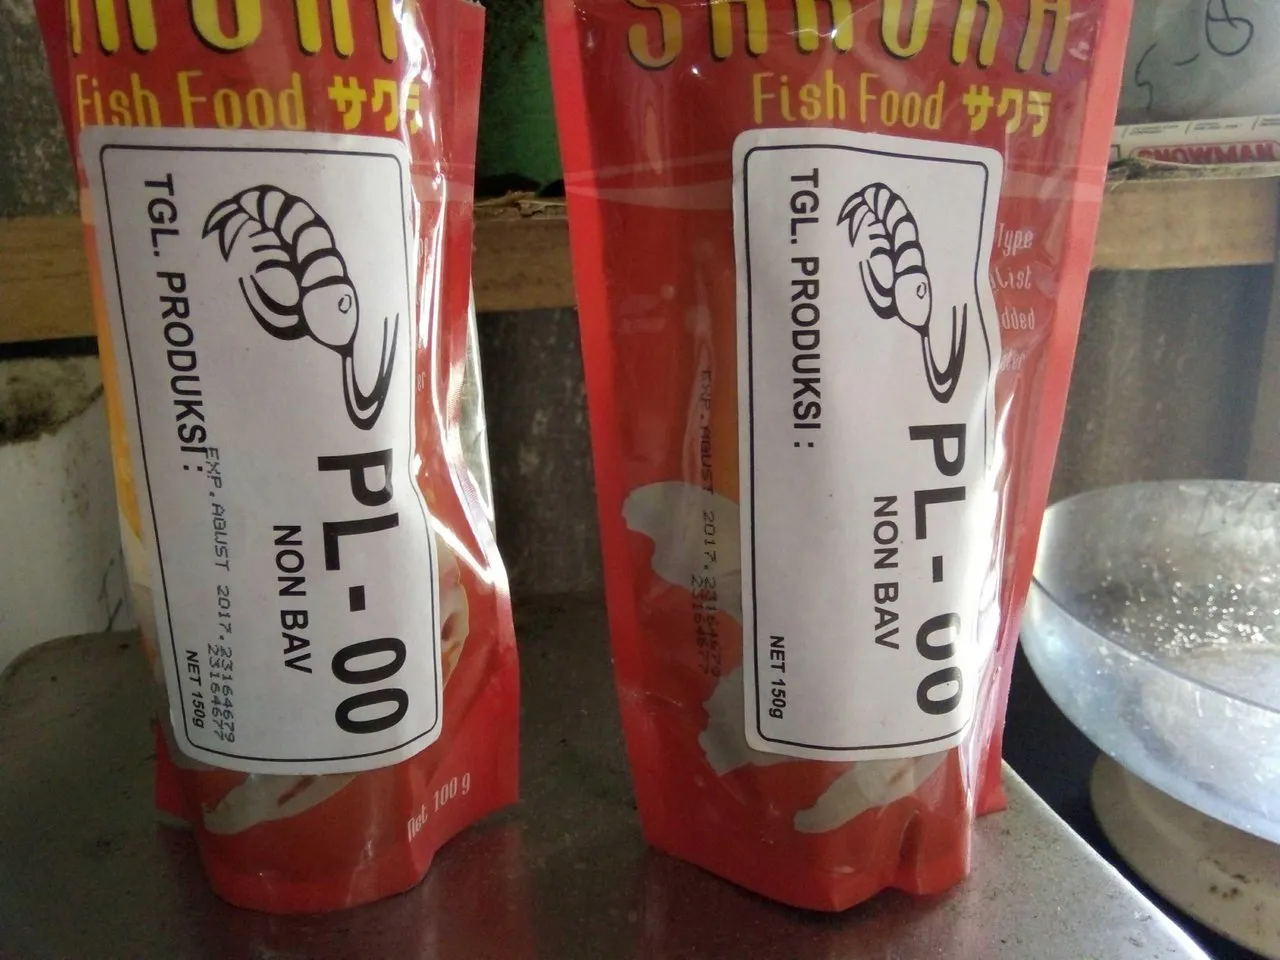 Fish Food サクラ
TGL. PRODUKSI :
PL-00
NON BAV
NET 150g
EXP.AGUST 2017.23164679
23164677
Net 100 g
SAKURA
Fish Food サクラ
Type
TGL. PRODUKSI :
PL-00
NON BAV
NET 150g
EXP.AGUST 2017.23164679
23164677
SNOWMAN